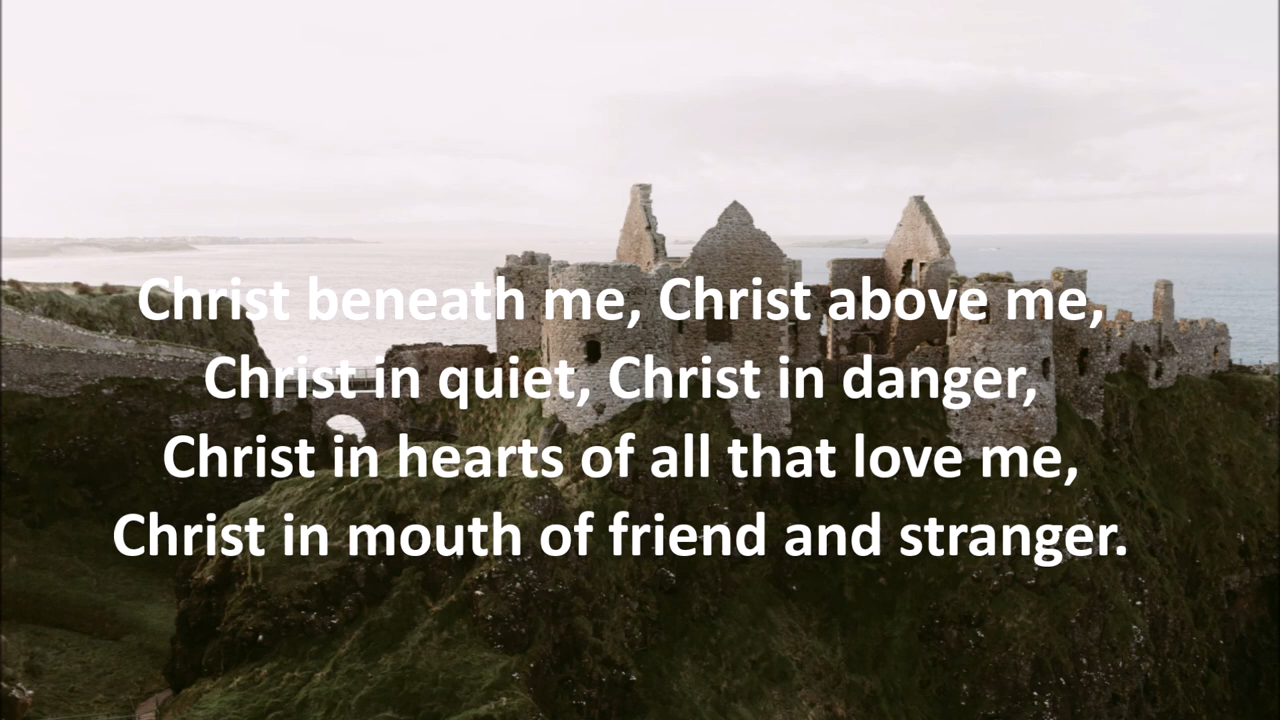 Christ beneath me, Christ above me,
Christ in quiet, Christ in danger,
Christ in hearts of all that love me,
Christ in mouth of friend and stranger.